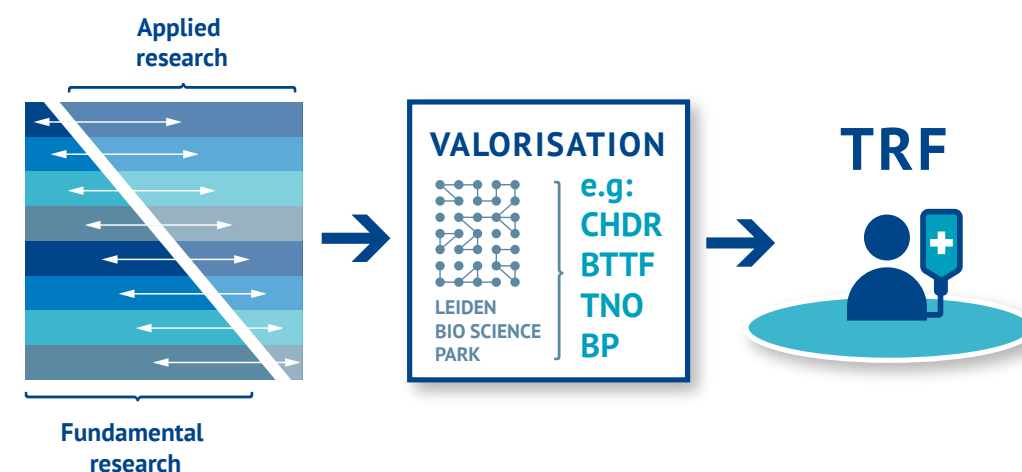 Applied
research
Fundamental
research
VALORISATION
LEIDEN
BIO SCIENCE
PARK
e.g:
CHDR
BTTF
TNO
BP
TRF